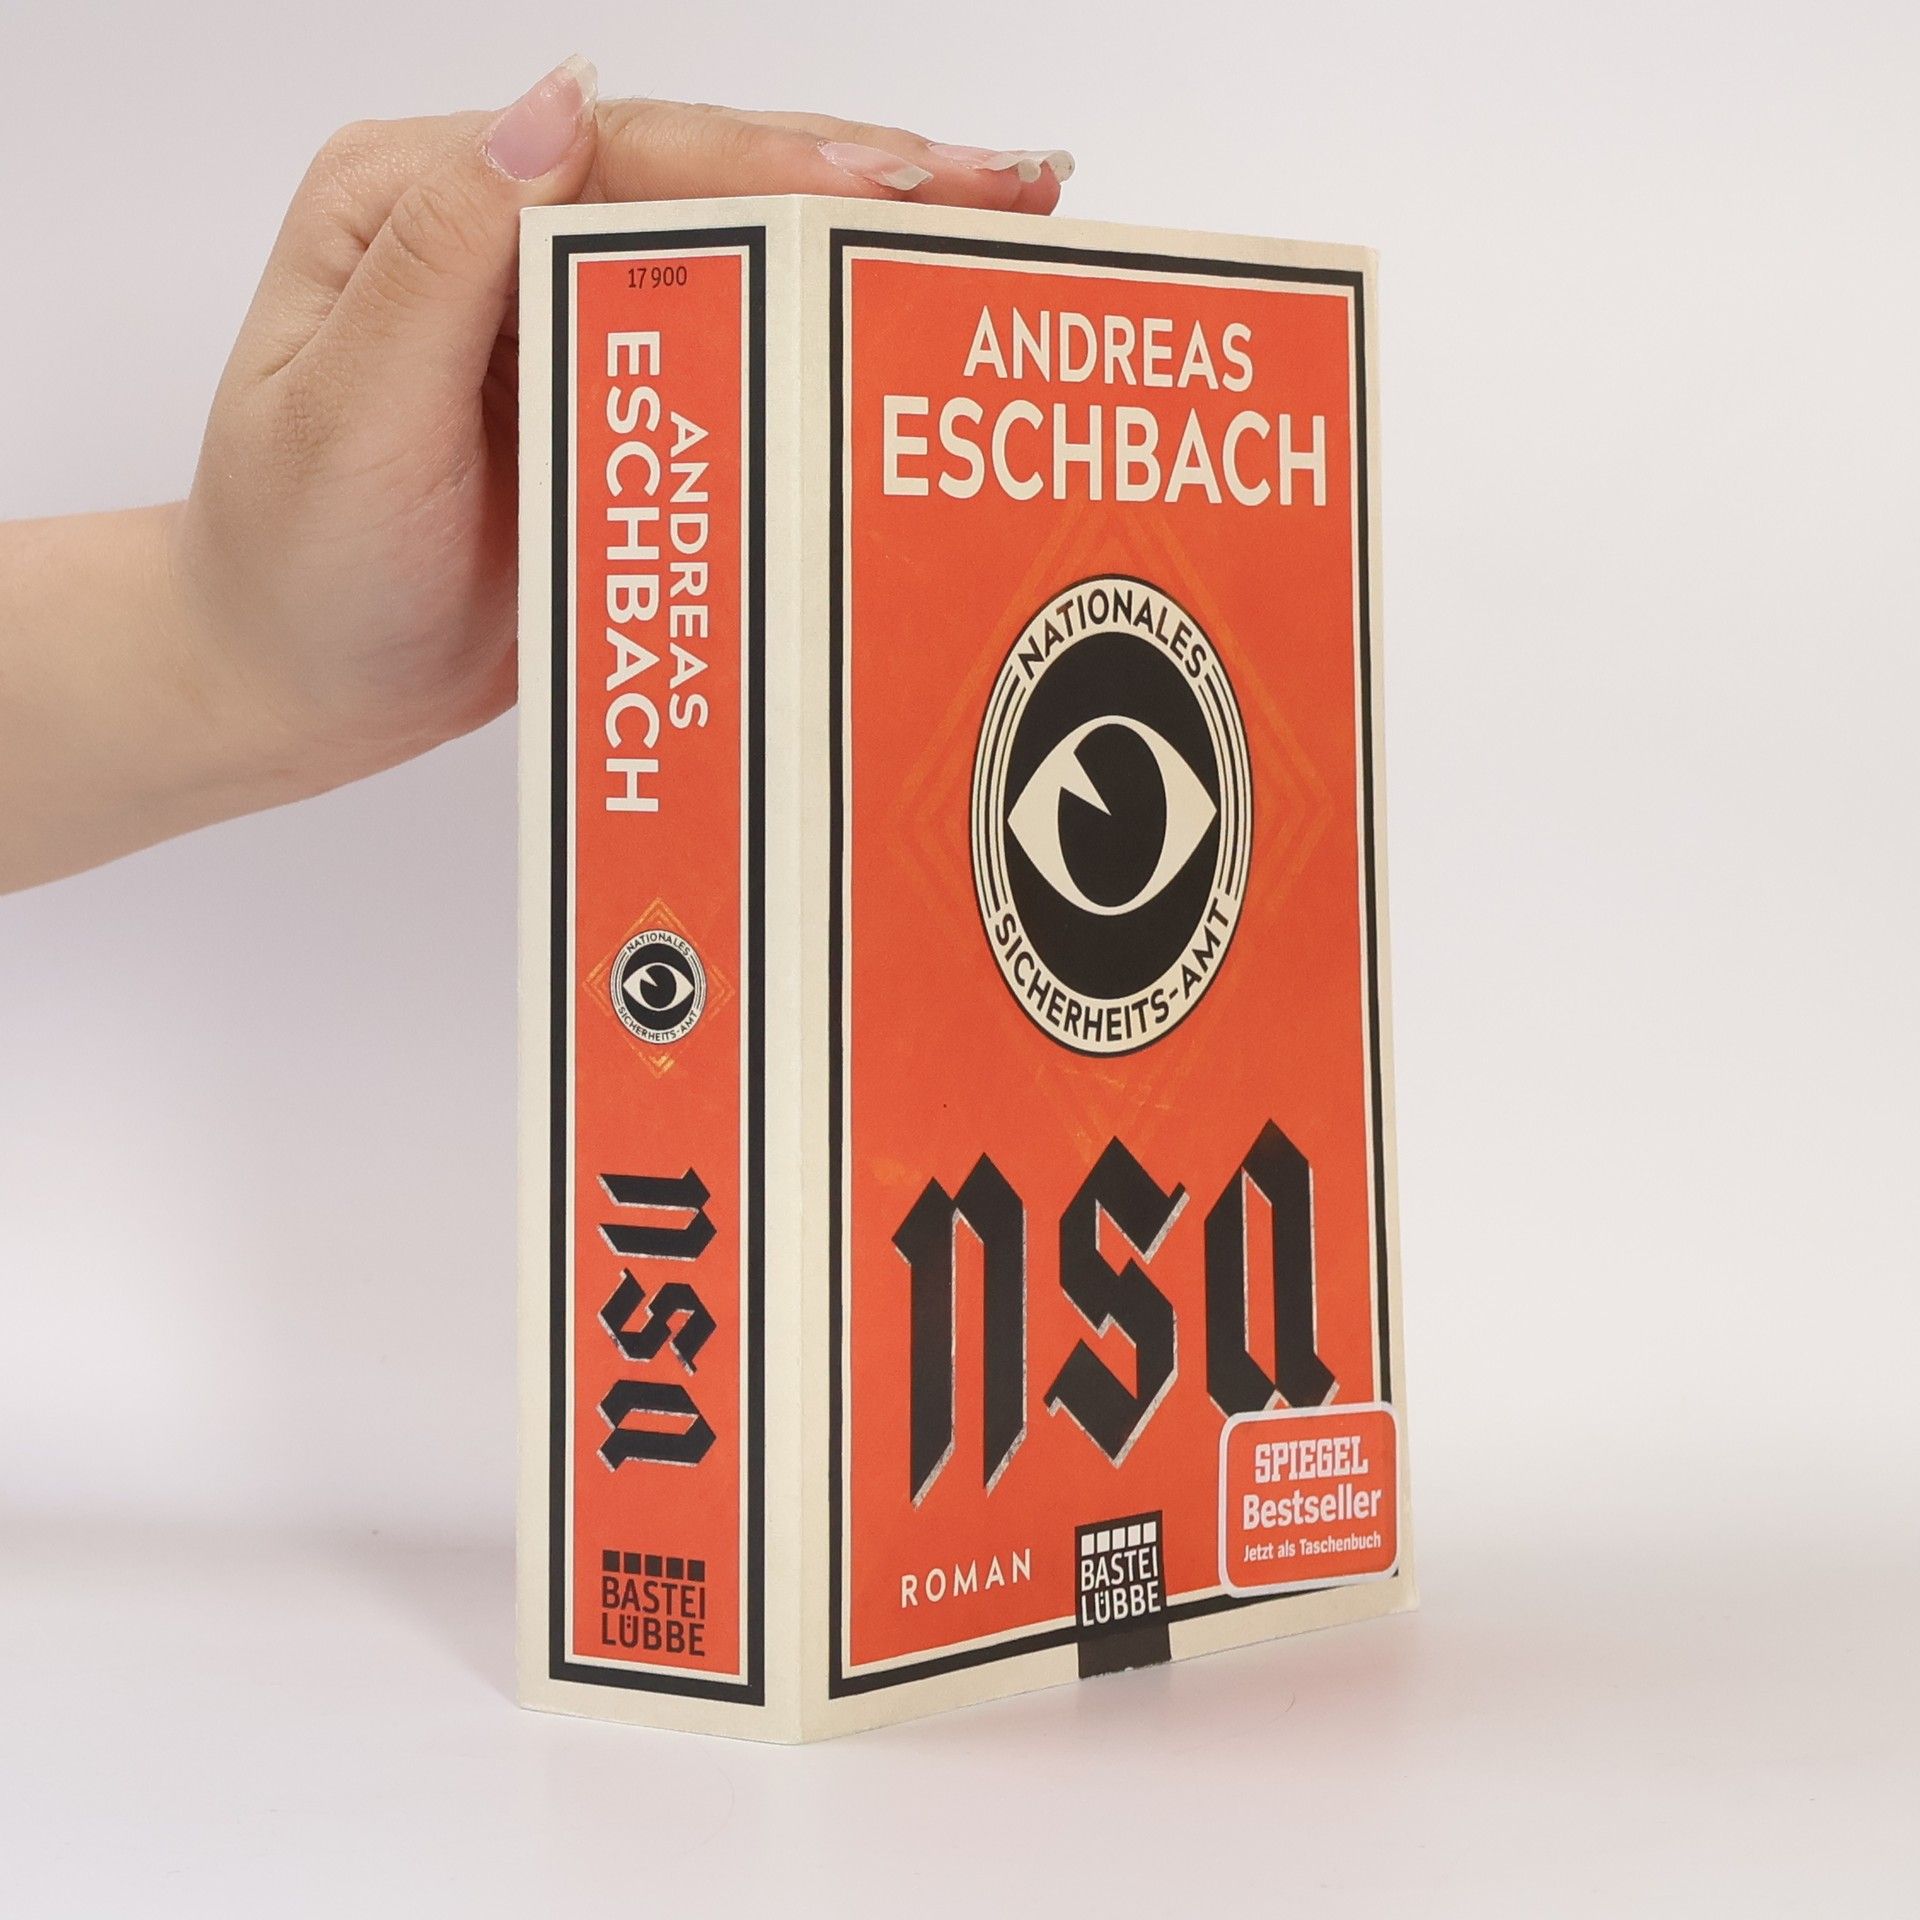 17900
ANDREAS
ESCHBACH
NATIONALES
SICHERHEITS-AMT
nsa
BASTEI
LÜBBE
ANDREAS
ESCHBACH
NATIONALES
SICHERHEITS-AMT
nsa
ROMAN
BASTEI
LÜBBE
SPIEGEL
Bestseller
Jetzt als Taschenbuch